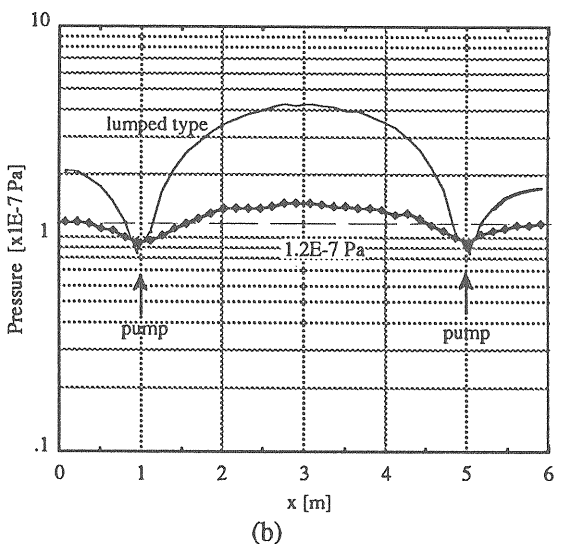 10
lumped type
Pressure [x1E-7 Pa]
1
1.2E-7 Pa
pump
pump
.1
0 1 2 3 4 5 6
x [m]
(b)